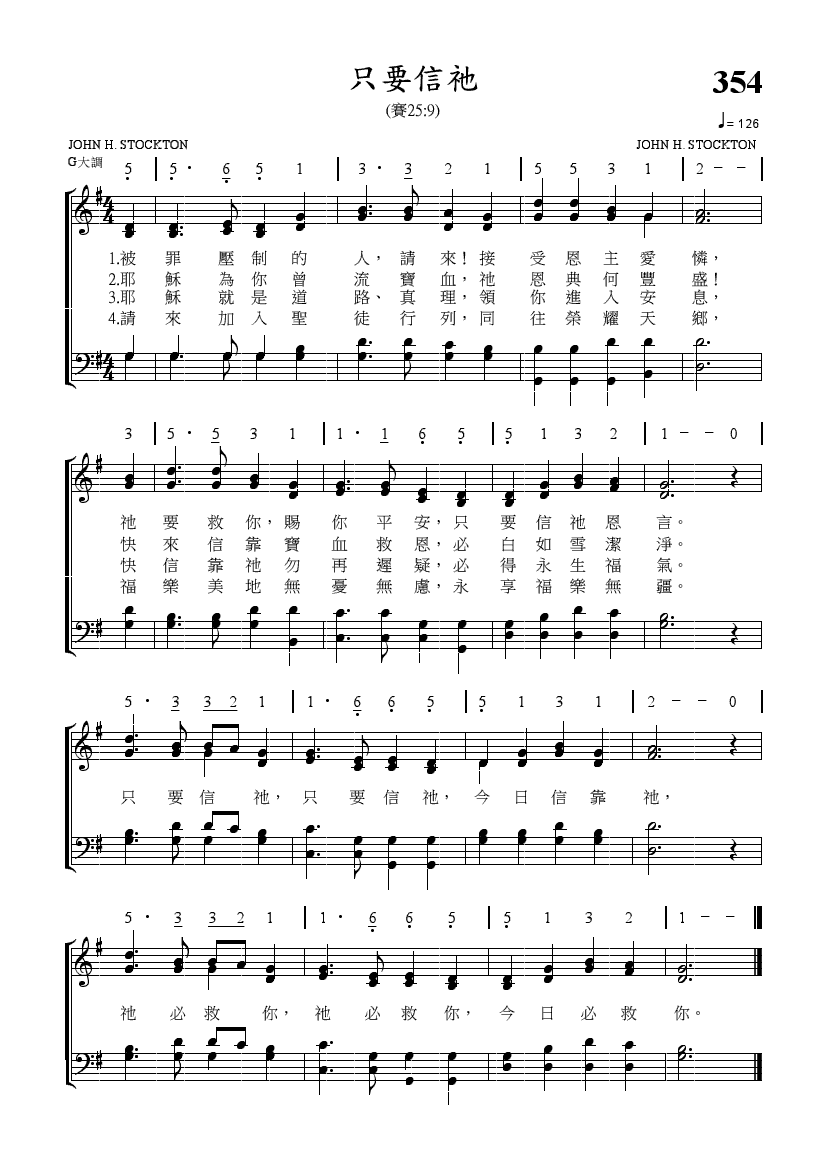 只要信祂
354
(賽25:9)
♩= 126
JOHN H. STOCKTON JOHN H. STOCKTON
G大調
5 | 5 · 6 5 1 | 3 · 3 2 1 | 5 5 3 1 | 2 – – |
1.被罪壓制的人，請來！接受恩主愛憐，
2.耶穌為你曾流寶血，祂恩典何豐盛！
3.耶穌就是道路、真理，領你進入安息，
4.請來加入聖徒行列，同往榮耀天鄉，
3 | 5 · 5 3 1 | 1 · 1 6 5 | 5 1 3 2 | 1 – – 0 |
祂要救你，賜你平安，只要信祂恩言。
快來信靠寶血救恩，必白如雪潔淨。
快信靠祂勿再遲疑，必得永生福氣。
福樂美地無憂無慮，永享福樂無疆。
5 · 3 3 2 1 | 1 · 6 6 5 | 5 1 3 1 | 2 – – 0 |
只要信祂，只要信祂，今日信靠祂，
5 · 3 3 2 1 | 1 · 6 6 5 | 5 1 3 2 | 1 – –
祂必救你，祂必救你，今日必救你。